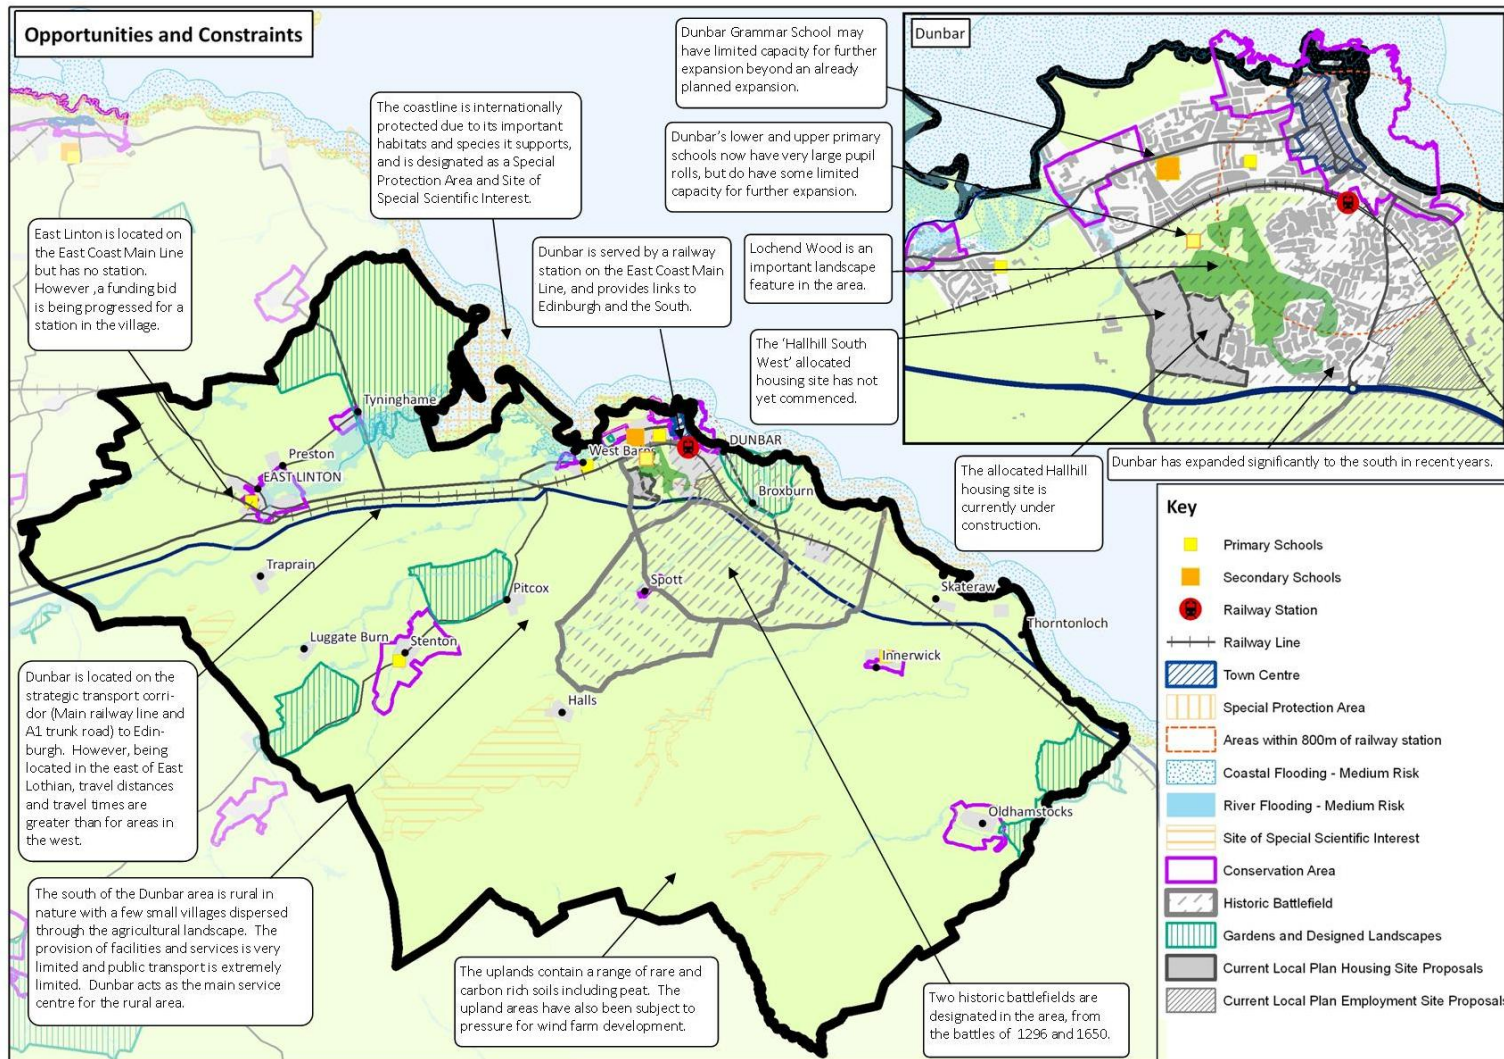 Opportunities and Constraints
Dunbar Grammar School may
have limited capacity for further
expansion beyond an already
planned expansion.
Dunbar
The coastline is internationally
protected due to its important
habitats and species it supports,
and is designated as a Special
Protection Area and Site of
Special Scientific Interest.
Dunbar's lower and upper primary
schools now have very large pupil
rolls, but do have some limited
capacity for further expansion.
East Linton is located on
the East Coast Main Line
but has no station.
However ,a funding bid
is being progressed for a
station in the village.
Dunbar is served by a railway
station on the East Coast Main
Line, and provides links to
Edinburgh and the South.
Lochend Wood is an
important landscape
feature in the area.
The 'Hallhill South
West' allocated
housing site has not
yet commenced.
The allocated Hallhill
housing site is
currently under
construction.
Dunbar has expanded significantly to the south in recent years.
Tyninghame
Preston
EAST LINTON
West Barns
DUNBAR
Broxburn
Traprain
Pitcox
Spott
Skateraw
Thorntonloch
Luggate Burn
Stenton
Innerwick
Halls
Oldhamstocks
Dunbar is located on the
strategic transport corri-
dor (Main railway line and
A1 trunk road) to Edin-
burgh. However, being
located in the east of East
Lothian, travel distances
and travel times are
greater than for areas in
the west.
The south of the Dunbar area is rural in
nature with a few small villages dispersed
through the agricultural landscape. The
provision of facilities and services is very
limited and public transport is extremely
limited. Dunbar acts as the main service
centre for the rural area.
The uplands contain a range of rare and
carbon rich soils including peat. The
upland areas have also been subject to
pressure for wind farm development.
Two historic battlefields are
designated in the area, from
the battles of 1296 and 1650.
Key
Primary Schools
Secondary Schools
Railway Station
Railway Line
Town Centre
Special Protection Area
Areas within 800m of railway station
Coastal Flooding - Medium Risk
River Flooding - Medium Risk
Site of Special Scientific Interest
Conservation Area
Historic Battlefield
Gardens and Designed Landscapes
Current Local Plan Housing Site Proposals
Current Local Plan Employment Site Proposals